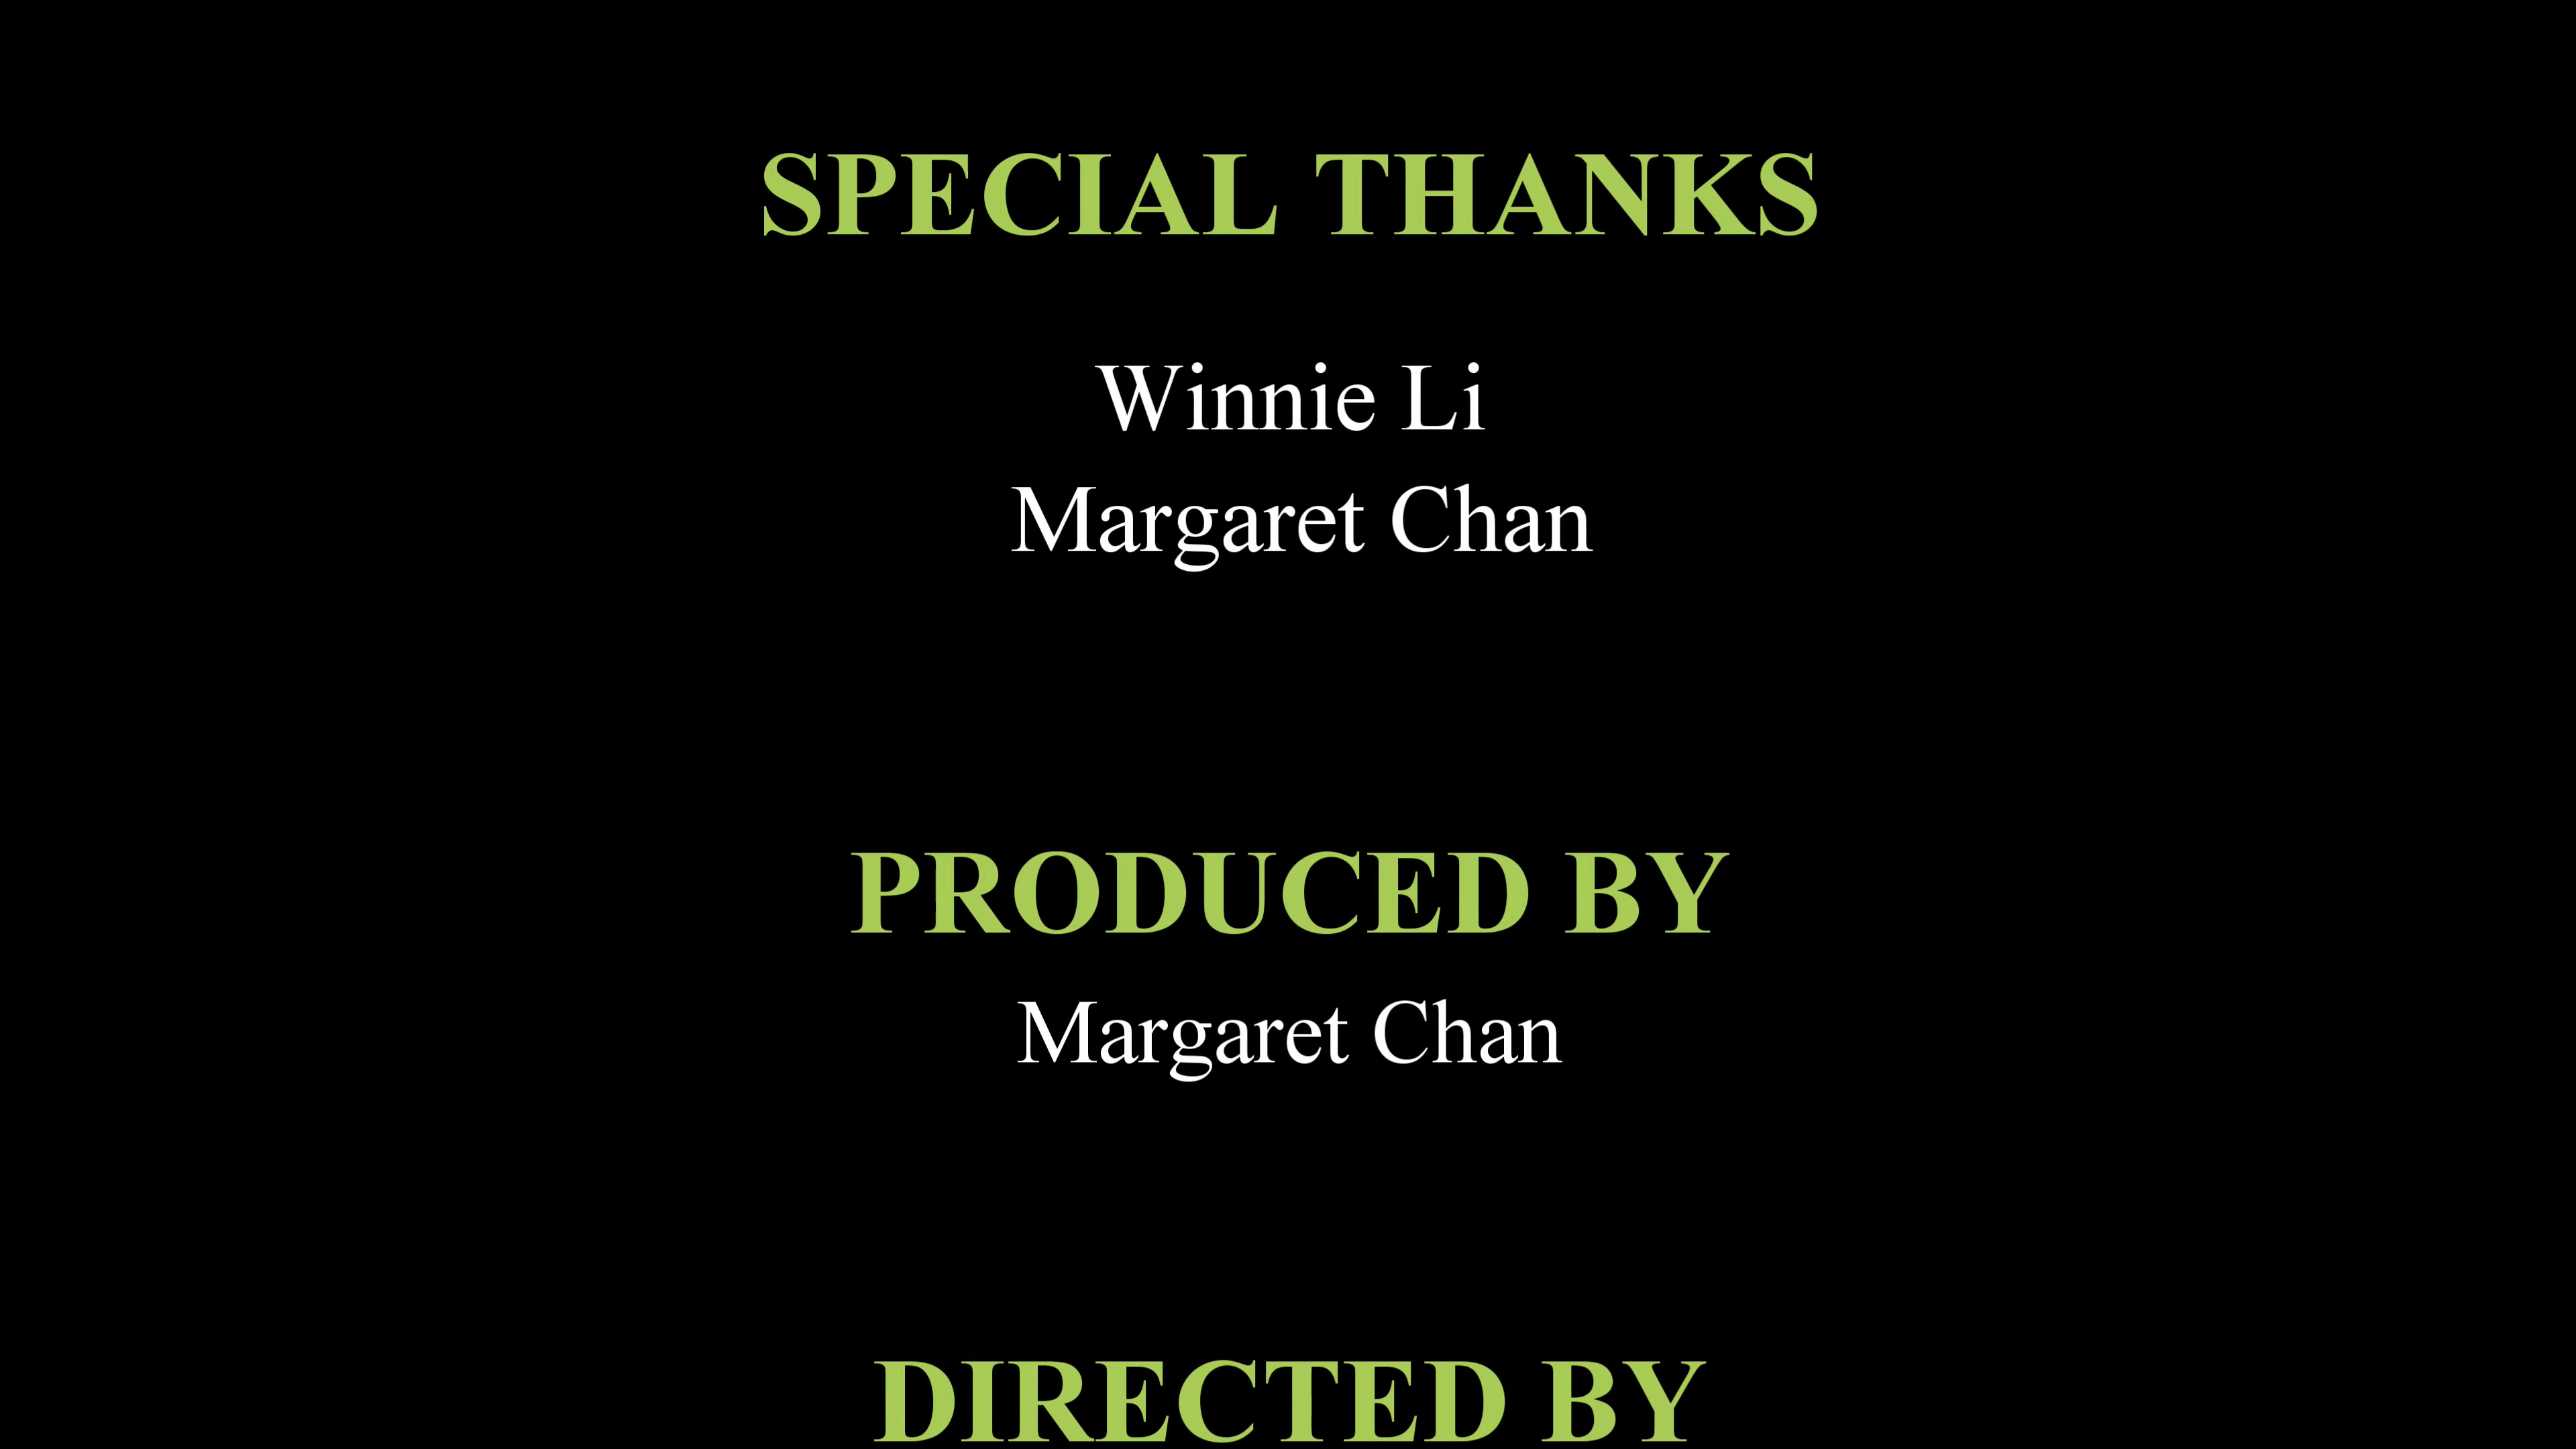 SPECIAL THANKS
Winnie Li
Margaret Chan
PRODUCED BY
Margaret Chan
DIRECTED BY